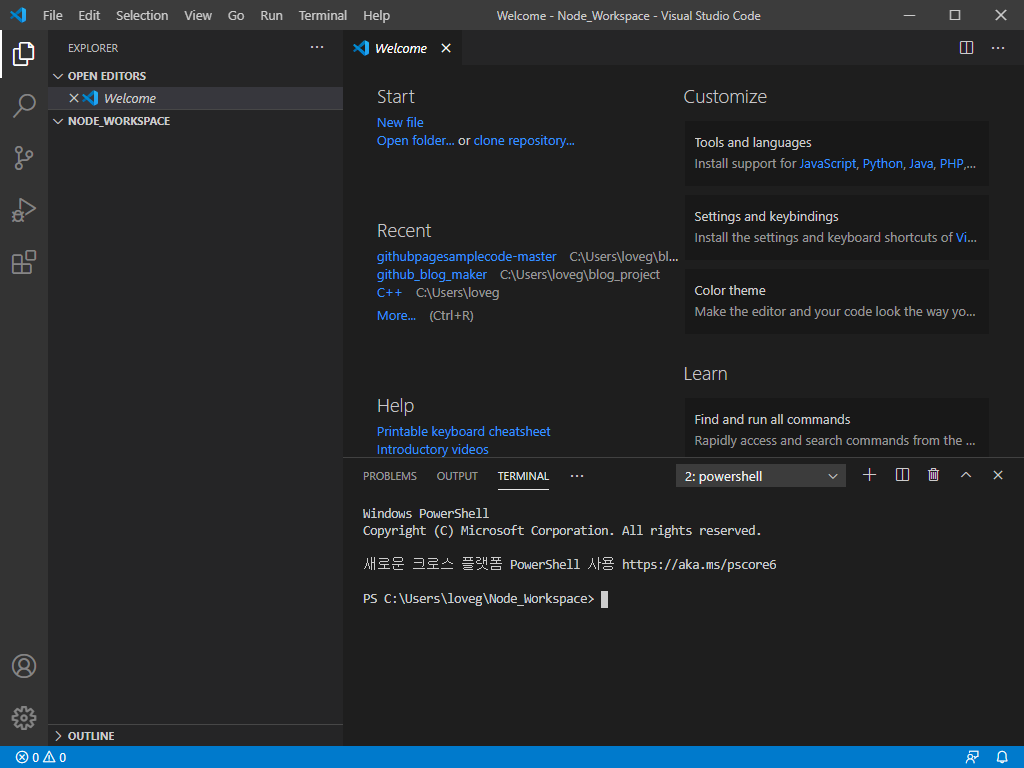 File Edit Selection View Go Run Terminal Help Welcome - Node_Workspace - Visual Studio Code
EXPLORER
OPEN EDITORS
Welcome
NODE_WORKSPACE
OUTLINE
Welcome
Start
New file
Open folder... or clone repository...
Recent
githubpagesamplecode-master C:\Users\loveg\bl...
github_blog_maker C:\Users\loveg\blog_project
C++ C:\Users\loveg
More... (Ctrl+R)
Help
Printable keyboard cheatsheet
Introductory videos
Customize
Tools and languages
Install support for JavaScript, Python, Java, PHP,...
Settings and keybindings
Install the settings and keyboard shortcuts of Vi...
Color theme
Make the editor and your code look the way yo...
Learn
Find and run all commands
Rapidly access and search commands from the ...
PROBLEMS OUTPUT TERMINAL ... 2: powershell
Windows PowerShell
Copyright (C) Microsoft Corporation. All rights reserved.
새로운 크로스 플랫폼 PowerShell 사용 https://aka.ms/pscore6
PS C:\Users\loveg\Node_Workspace>
0 0